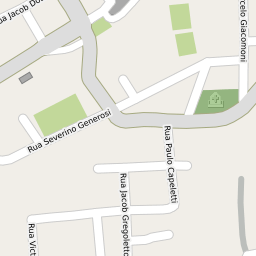 Rua Jacob Do
rcelo Giacomoni
Rua Severino Generosi
Rua Paulo Capeletti
Rua Jacob Gregoletto
Rua Vict